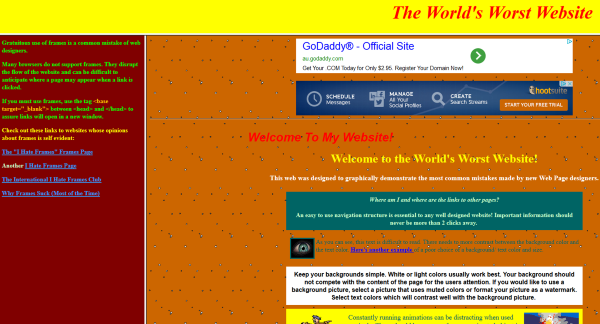 The World's Worst Website
Gratuitous use of frames is a common mistake of web
designers.
Many browsers do not support frames. They disrupt
the flow of the website and can be difficult to
anticipate where a page may appear when a link is
clicked.
If you must use frames, use the tag <base
target="_blank"> between <head> and </head> to
assure links will open in a new window.
Check out these links to websites whose opinions
about frames is self evident:
The "I Hate Frames" Frames Page
Another I Hate Frames Page
The International I Hate Frames Club
Why Frames Suck (Most of the Time)
GoDaddy® - Official Site
au.godaddy.com
Get Your .COM Today for Only $2.95. Register Your Domain Now!
SCHEDULE
Messages
MANAGE
All Your
Social Profiles
CREATE
Search Streams
hootsuite
START YOUR FREE TRIAL
Welcome To My Website!
Welcome to the World's Worst Website!
This web was designed to graphically demonstrate the most common mistakes made by new Web Page designers.
Where am I and where are the links to other pages?
An easy to use navigation structure is essential to any well designed website! Important information should
never be more than 2 clicks away.
As you can see, this text is difficult to read. There needs to be more contrast between the background color and
the text color. Here's another example of a poor choice of background, text color and size.
Keep your backgrounds simple. White or light colors usually work best. Your background should
not compete with the content of the page for the users attention. If you would like to use a
background picture, select a picture that uses muted colors or format your picture as a watermark.
Select text colors which will contrast well with the background picture.
Constantly running animations can be distracting when used